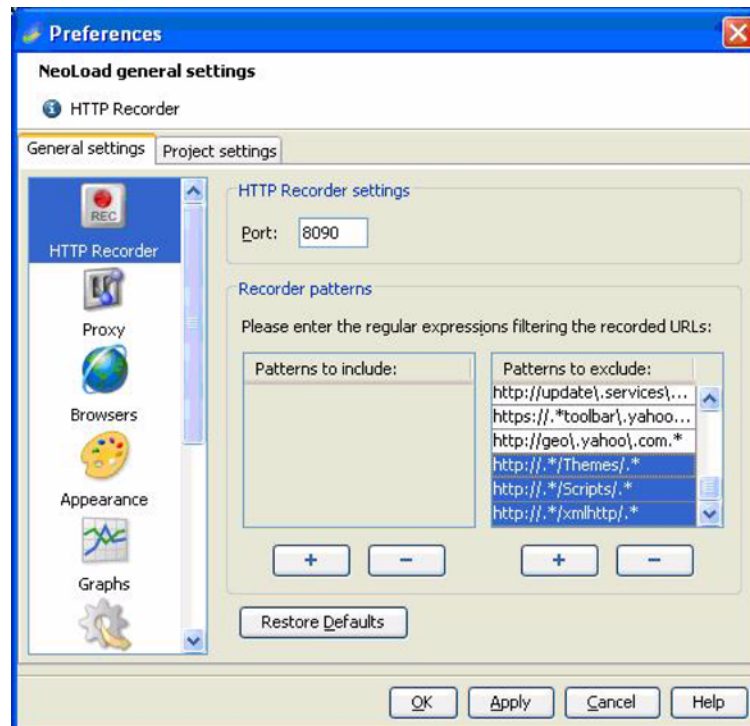 Preferences
NeoLoad general settings
HTTP Recorder
General settings
Project settings
REC
HTTP Recorder
Proxy
Browsers
Appearance
Graphs
HTTP Recorder settings
Port: 8090
Recorder patterns
Please enter the regular expressions filtering the recorded URLs:
Patterns to include:
Patterns to exclude:
http://update\.services\...
https://.*toolbar\.yahoo...
http://geo\.yahoo\.com.*
http://.*/Themes/.*
http://.*/Scripts/.*
http://.*/xmlhttp/.*
+ − + −
Restore Defaults
OK Apply Cancel Help